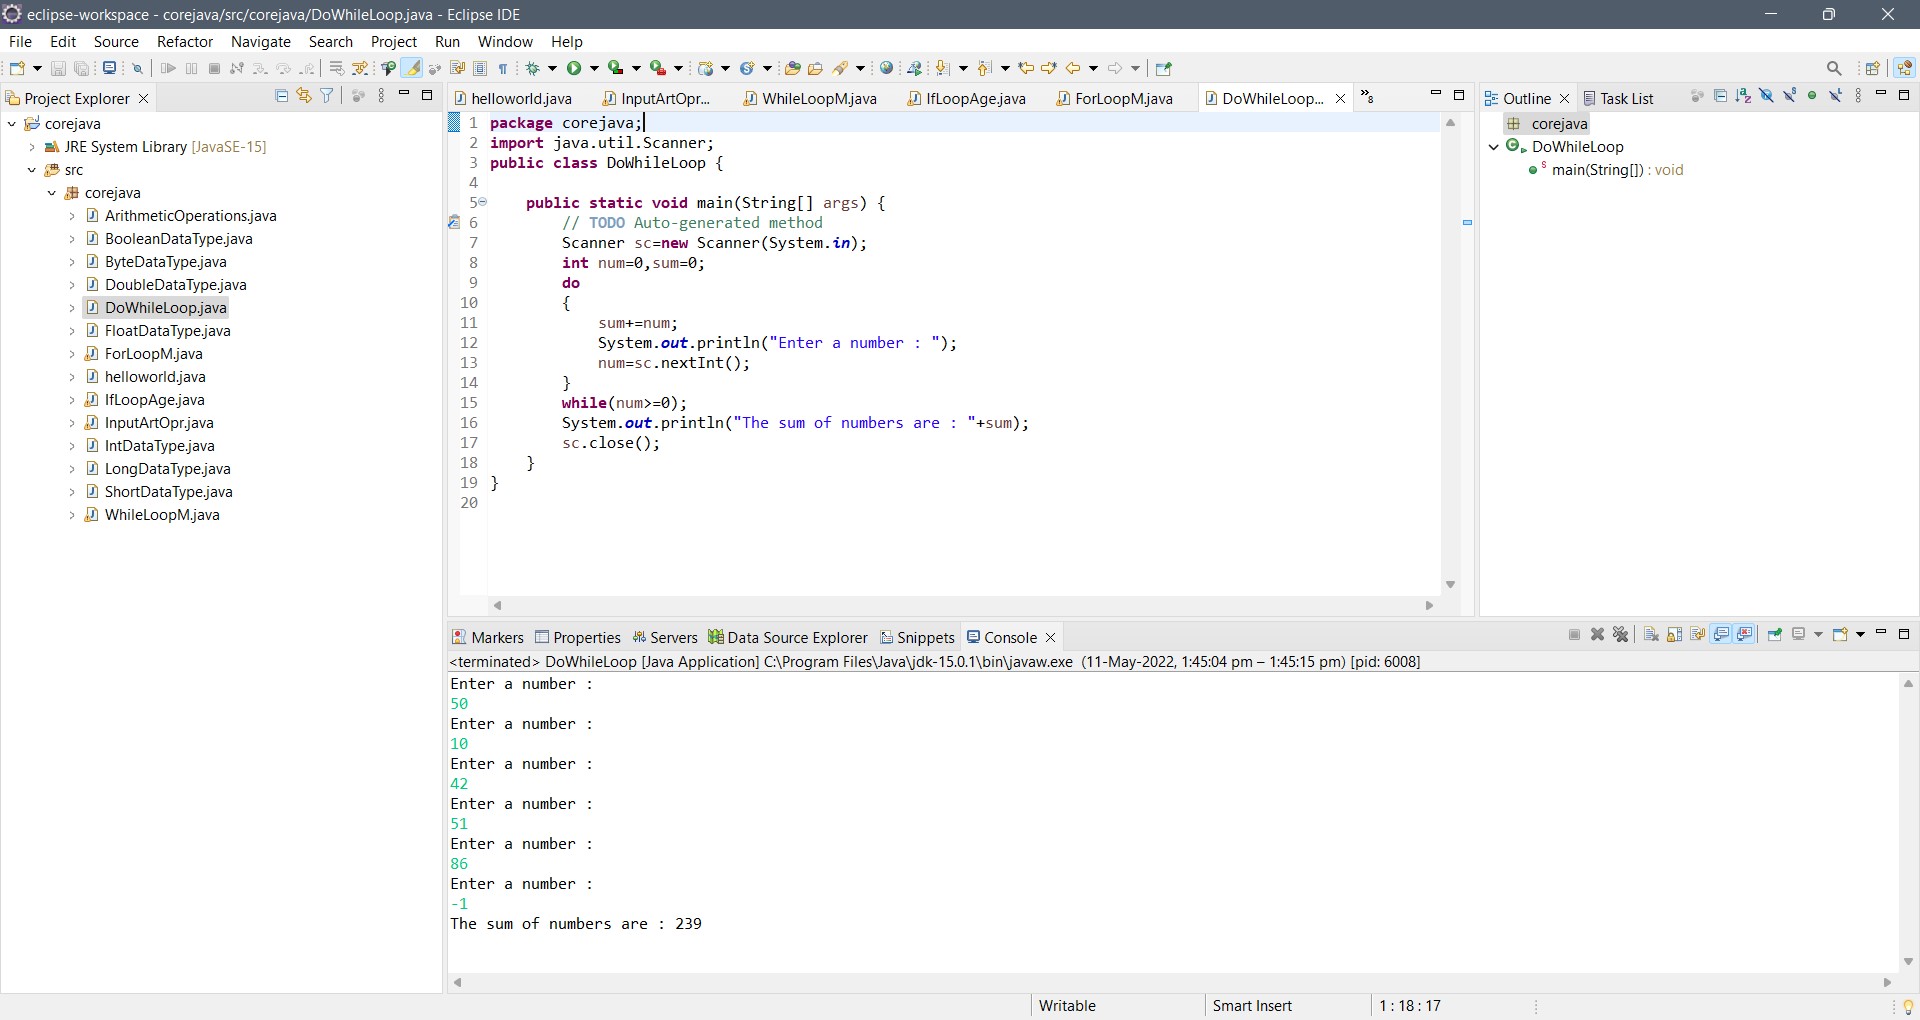 eclipse-workspace - corejava/src/corejava/DoWhileLoop.java - Eclipse IDE
File Edit Source Refactor Navigate Search Project Run Window Help
Project Explorer
corejava
JRE System Library [JavaSE-15]
src
corejava
ArithmeticOperations.java
BooleanDataType.java
ByteDataType.java
DoubleDataType.java
DoWhileLoop.java
FloatDataType.java
ForLoopM.java
helloworld.java
IfLoopAge.java
InputArtOpr.java
IntDataType.java
LongDataType.java
ShortDataType.java
WhileLoopM.java
helloworld.java InputArtOpr... WhileLoopM.java IfLoopAge.java ForLoopM.java DoWhileLoop... »8
1 package corejava;
2 import java.util.Scanner;
3 public class DoWhileLoop {
4
5 public static void main(String[] args) {
6 // TODO Auto-generated method
7 Scanner sc=new Scanner(System.in);
8 int num=0,sum=0;
9 do
10 {
11 sum+=num;
12 System.out.println("Enter a number : ");
13 num=sc.nextInt();
14 }
15 while(num>=0);
16 System.out.println("The sum of numbers are : "+sum);
17 sc.close();
18 }
19 }
20
Outline Task List
corejava
DoWhileLoop
main(String[]) : void
Markers Properties Servers Data Source Explorer Snippets Console
<terminated> DoWhileLoop [Java Application] C:\Program Files\Java\jdk-15.0.1\bin\javaw.exe (11-May-2022, 1:45:04 pm – 1:45:15 pm) [pid: 6008]
Enter a number :
50
Enter a number :
10
Enter a number :
42
Enter a number :
51
Enter a number :
86
Enter a number :
-1
The sum of numbers are : 239
Writable Smart Insert 1 : 18 : 17